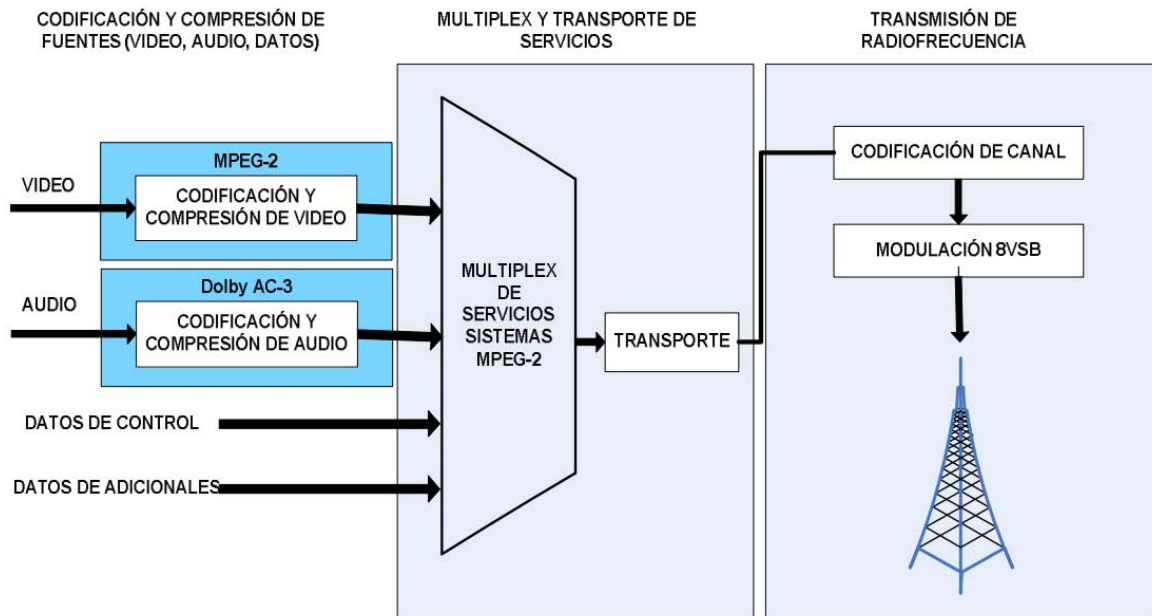 CODIFICACIÓN Y COMPRESIÓN DE
FUENTES (VIDEO, AUDIO, DATOS)
MULTIPLEX Y TRANSPORTE DE
SERVICIOS
TRANSMISIÓN DE
RADIOFRECUENCIA
MPEG-2
VIDEO
CODIFICACIÓN Y
COMPRESIÓN DE VIDEO
Dolby AC-3
AUDIO
CODIFICACIÓN Y
COMPRESIÓN DE AUDIO
DATOS DE CONTROL
DATOS DE ADICIONALES
MULTIPLEX
DE
SERVICIOS
SISTEMAS
MPEG-2
TRANSPORTE
CODIFICACIÓN DE CANAL
MODULACIÓN 8VSB